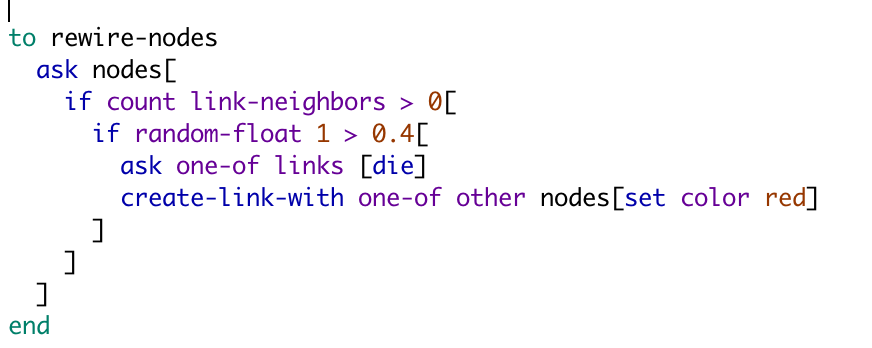 to rewire-nodes
  ask nodes[
    if count link-neighbors > 0[
      if random-float 1 > 0.4[
        ask one-of links [die]
        create-link-with one-of other nodes[set color red]
      ]
    ]
  ]
end